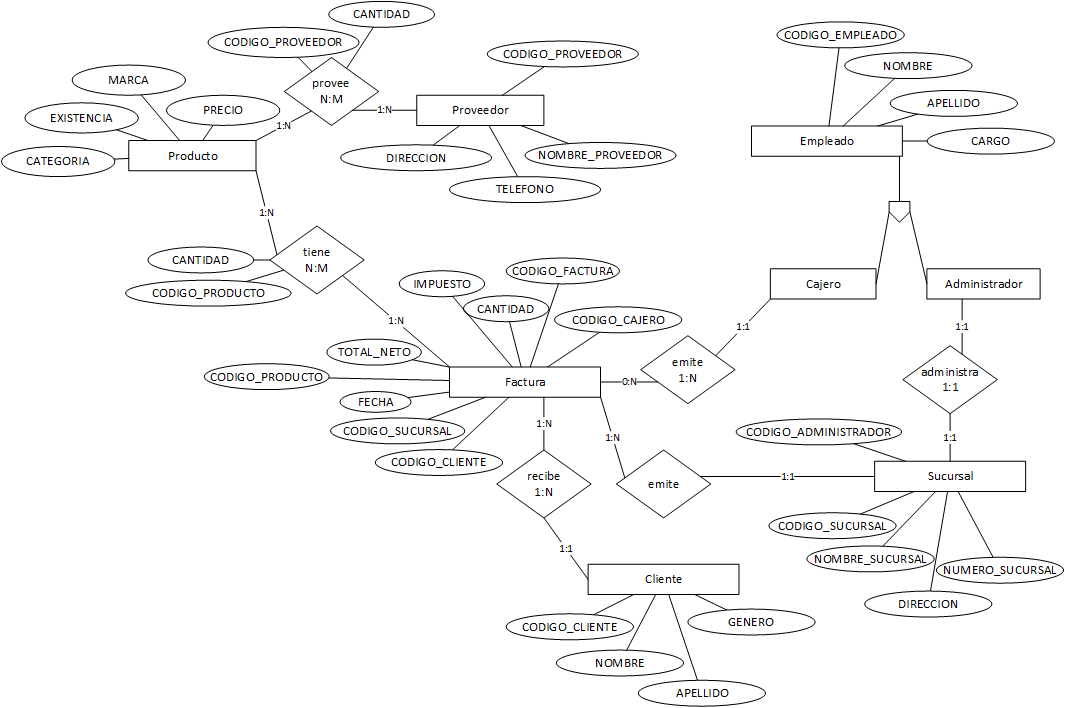 CANTIDAD
CODIGO_PROVEEDOR
CODIGO_PROVEEDOR
provee
N:M
MARCA
PRECIO
EXISTENCIA
CATEGORIA
Producto
1:N
1:N
Proveedor
DIRECCION
NOMBRE_PROVEEDOR
TELEFONO
CODIGO_EMPLEADO
NOMBRE
APELLIDO
Empleado
CARGO
1:N
tiene
N:M
CANTIDAD
CODIGO_PRODUCTO
1:N
IMPUESTO
CODIGO_FACTURA
CANTIDAD
CODIGO_CAJERO
TOTAL_NETO
CODIGO_PRODUCTO
Factura
FECHA
CODIGO_SUCURSAL
CODIGO_CLIENTE
Cajero
Administrador
1:1
1:1
emite
1:N
0:N
administra
1:1
1:1
CODIGO_ADMINISTRADOR
1:N
1:N
recibe
1:N
emite
1:1
Sucursal
CODIGO_SUCURSAL
NOMBRE_SUCURSAL
NUMERO_SUCURSAL
DIRECCION
1:1
Cliente
CODIGO_CLIENTE
GENERO
NOMBRE
APELLIDO